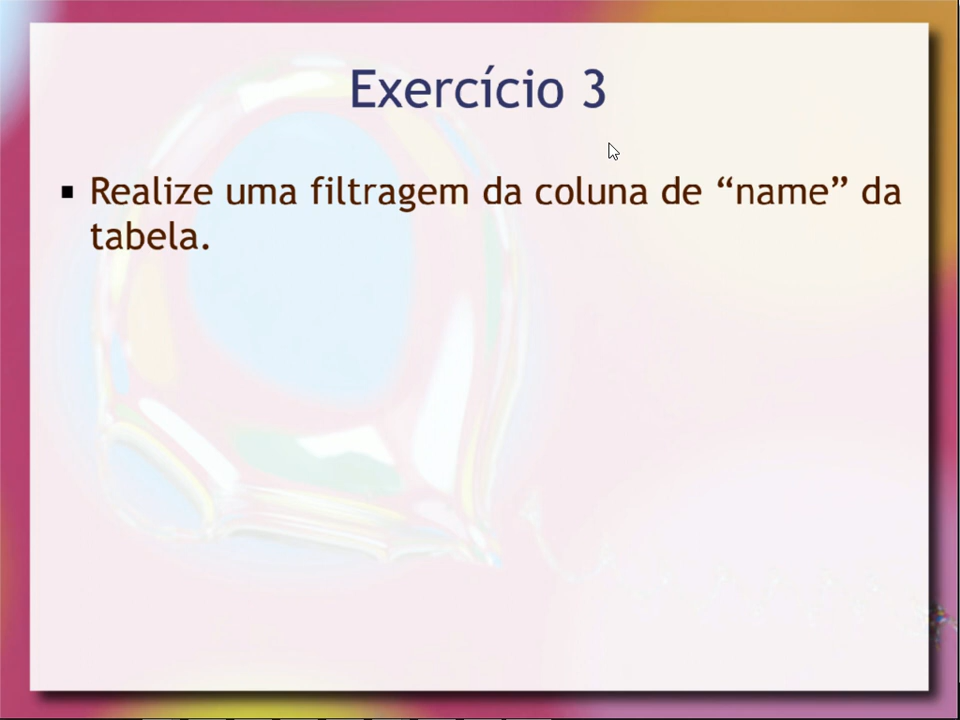 Exercício 3
▪ Realize uma filtragem da coluna de “name” da
tabela.